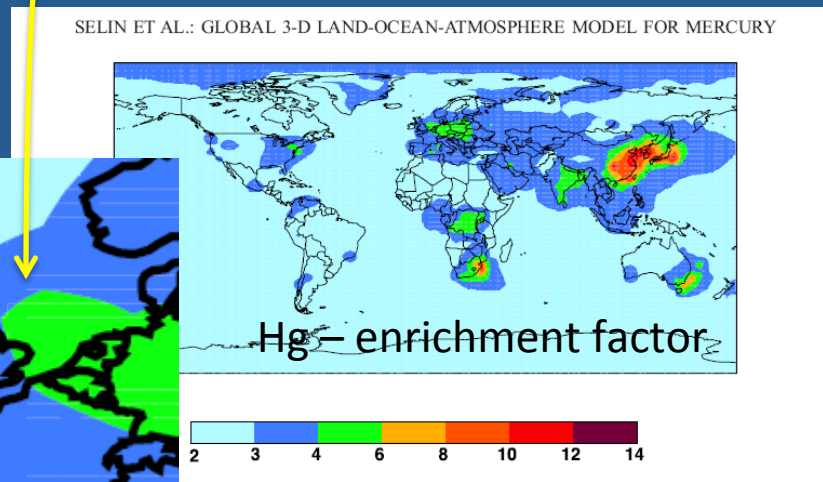 SELIN ET AL.: GLOBAL 3-D LAND-OCEAN-ATMOSPHERE MODEL FOR MERCURY
Hg – enrichment factor
2 3 4 6 8 10 12 14